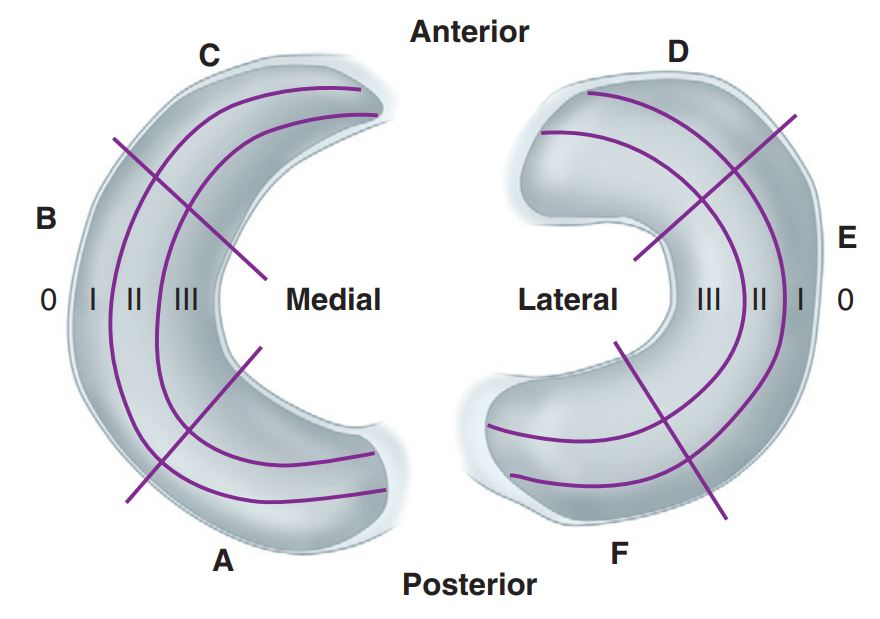 Anterior
C
D
B
E
0 I II III Medial Lateral III II I 0
A
F
Posterior